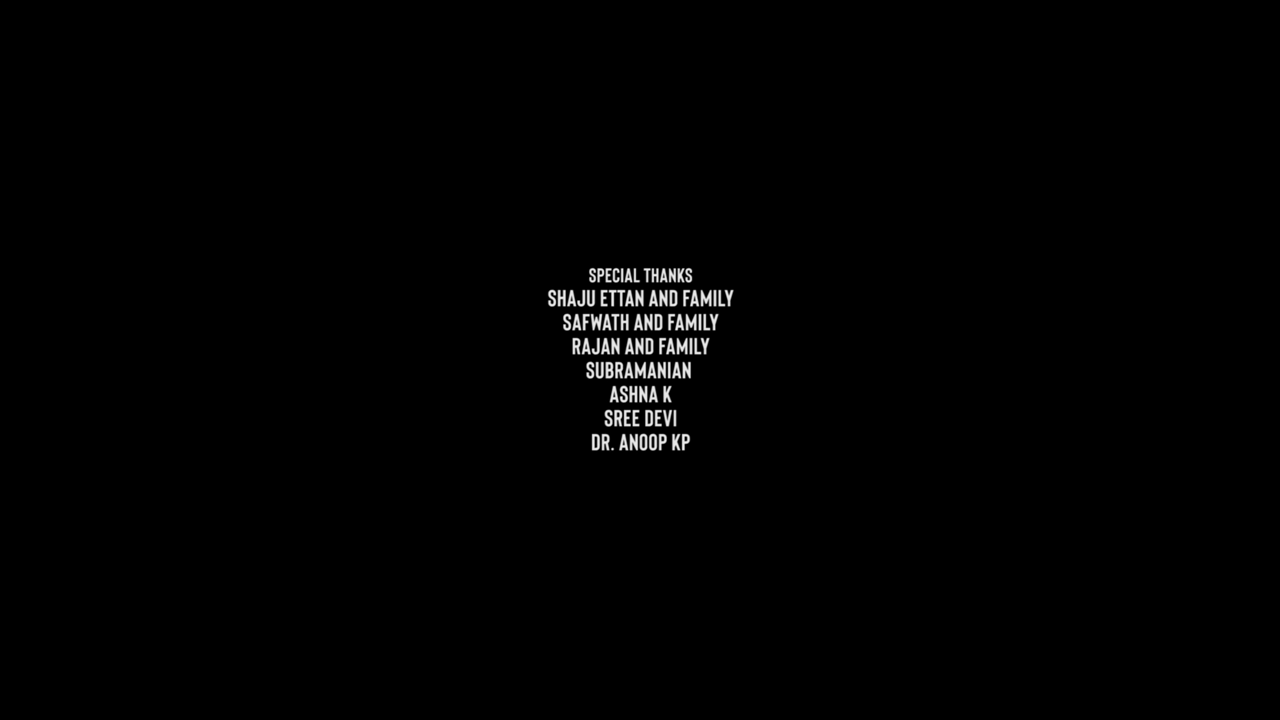 SPECIAL THANKS
SHAJU ETTAN AND FAMILY
SAFWATH AND FAMILY
RAJAN AND FAMILY
SUBRAMANIAN
ASHNA K
SREE DEVI
DR. ANOOP KP